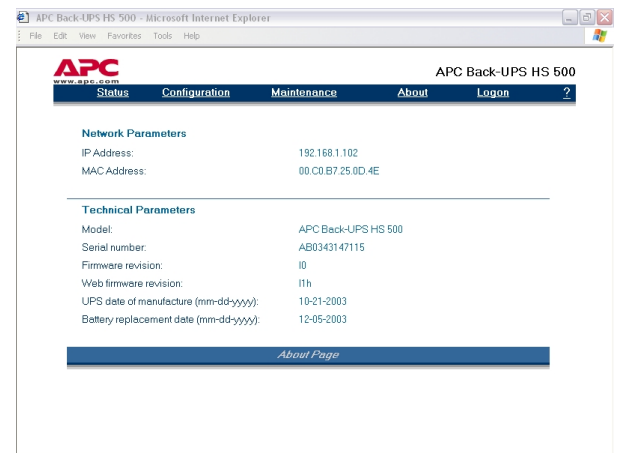 APC Back-UPS HS 500 - Microsoft Internet Explorer
File Edit View Favorites Tools Help
APC
www.apc.com
APC Back-UPS HS 500
Status Configuration Maintenance About Logon ?
Network Parameters
IP Address: 192.168.1.102
MAC Address: 00.C0.B7.25.0D.4E
Technical Parameters
Model: APC Back-UPS HS 500
Serial number: AB0343147115
Firmware revision: I0
Web firmware revision: I1h
UPS date of manufacture (mm-dd-yyyy): 10-21-2003
Battery replacement date (mm-dd-yyyy): 12-05-2003
About Page